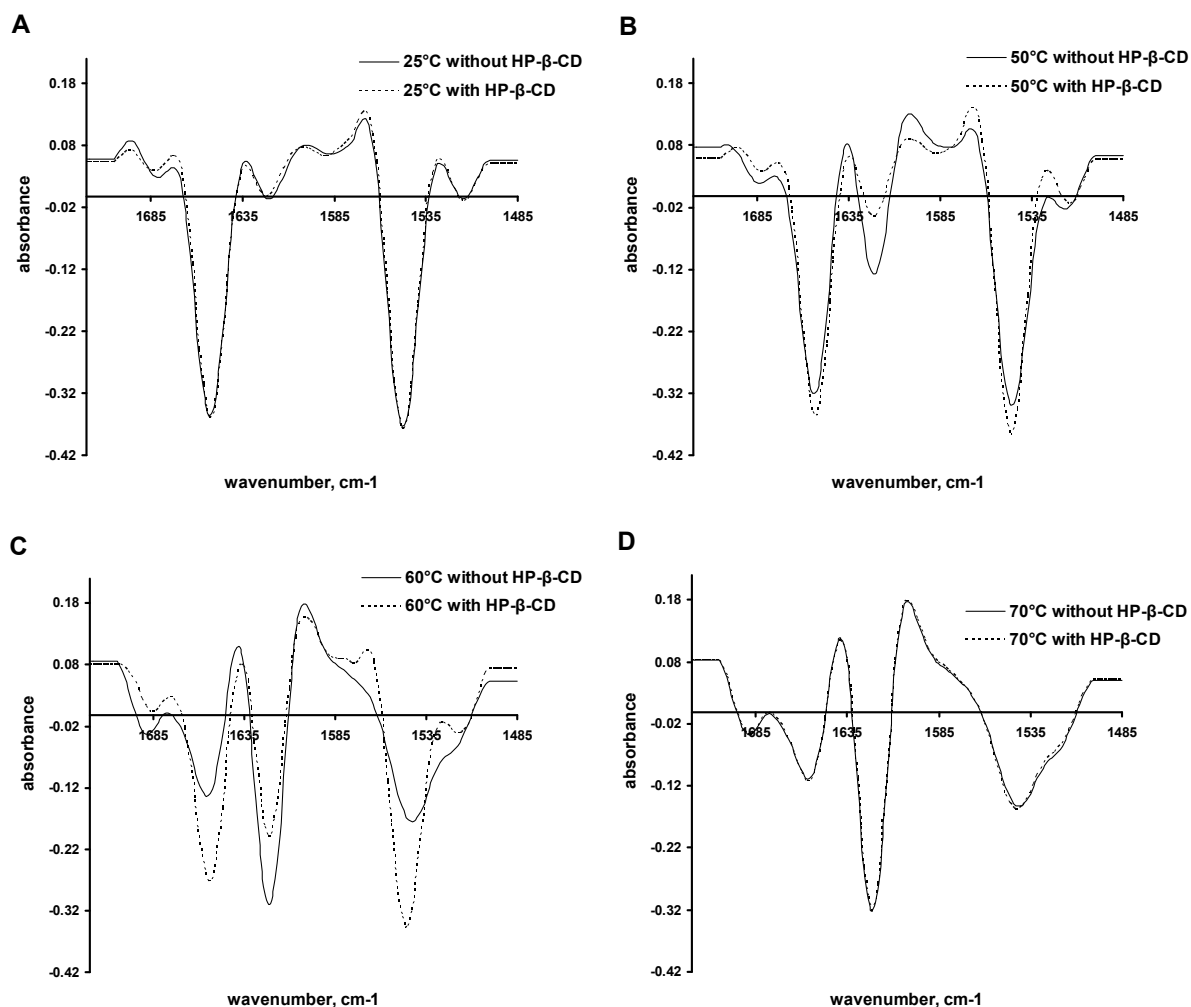 A
25°C without HP-β-CD
25°C with HP-β-CD
0.18
0.08
-0.02
-0.12
-0.22
-0.32
-0.42
1685
1635
1585
1535
1485
absorbance
wavenumber, cm-1
B
50°C without HP-β-CD
50°C with HP-β-CD
0.18
0.08
-0.02
-0.12
-0.22
-0.32
-0.42
1685
1635
1585
1535
1485
absorbance
wavenumber, cm-1
C
60°C without HP-β-CD
60°C with HP-β-CD
0.18
0.08
-0.02
-0.12
-0.22
-0.32
-0.42
1685
1635
1585
1535
1485
absorbance
wavenumber, cm-1
D
70°C without HP-β-CD
70°C with HP-β-CD
0.18
0.08
-0.02
-0.12
-0.22
-0.32
-0.42
1685
1635
1585
1535
1485
absorbance
wavenumber, cm-1